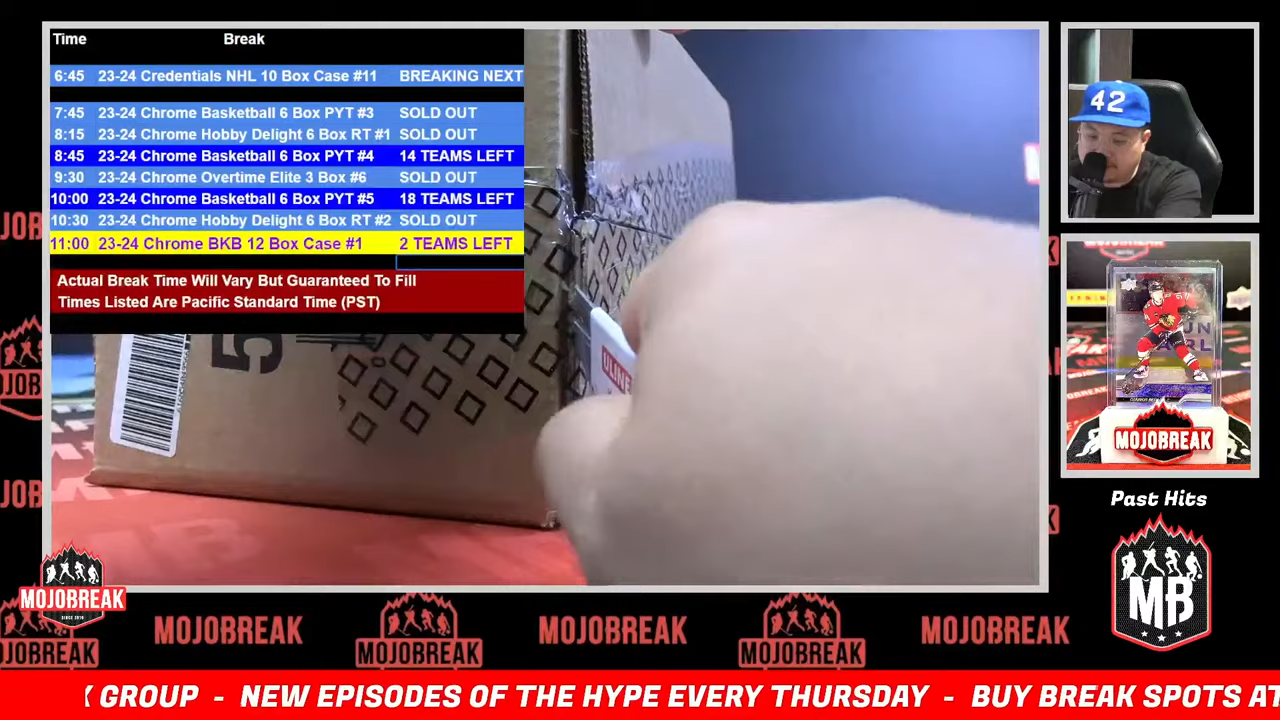 Time Break
6:45 23-24 Credentials NHL 10 Box Case #11 BREAKING NEXT
7:45 23-24 Chrome Basketball 6 Box PYT #3 SOLD OUT
8:15 23-24 Chrome Hobby Delight 6 Box RT #1 SOLD OUT
8:45 23-24 Chrome Basketball 6 Box PYT #4 14 TEAMS LEFT
9:30 23-24 Chrome Overtime Elite 3 Box #6 SOLD OUT
10:00 23-24 Chrome Basketball 6 Box PYT #5 18 TEAMS LEFT
10:30 23-24 Chrome Hobby Delight 6 Box RT #2 SOLD OUT
11:00 23-24 Chrome BKB 12 Box Case #1 2 TEAMS LEFT
Actual Break Time Will Vary But Guaranteed To Fill
Times Listed Are Pacific Standard Time (PST)
5
ULINE
42
MOJOBREAK
Past Hits
MB
MOJOBREAK
SINCE 2010
MOJOBREAK MOJOBREAK MOJOBREAK MOJOBREAK MOJOBREAK
GROUP - NEW EPISODES OF THE HYPE EVERY THURSDAY - BUY BREAK SPOTS AT